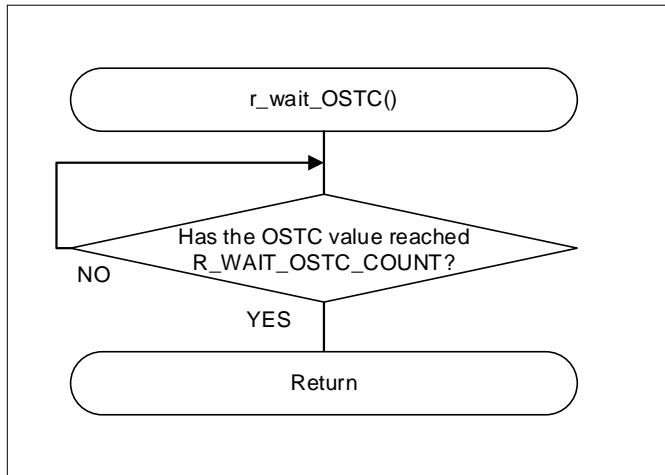 r_wait_OSTC()
Has the OSTC value reached
R_WAIT_OSTC_COUNT?
NO
YES
Return